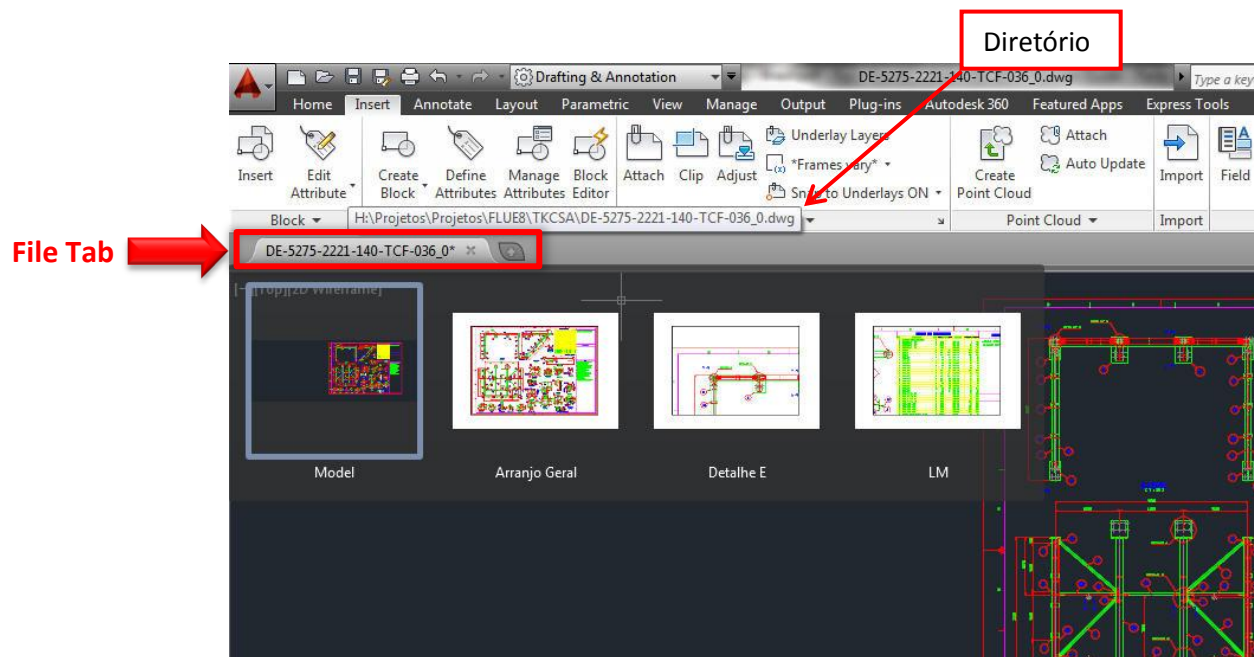 Diretório
Drafting & Annotation
DE-5275-2221-140-TCF-036_0.dwg
Type a key
Home Insert Annotate Layout Parametric View Manage Output Plug-ins Autodesk 360 Featured Apps Express Tools
Underlay Layers
*Frames vary*
Snap to Underlays ON
Attach
Auto Update
Insert Edit Attribute Create Block Define Attributes Manage Attributes Block Editor Attach Clip Adjust Create Point Cloud Import Field
Block
H:\Projetos\Projetos\FLUE8\TKCSA\DE-5275-2221-140-TCF-036_0.dwg
Point Cloud
Import
File Tab
DE-5275-2221-140-TCF-036_0*
[-][Top][2D Wireframe]
Model Arranjo Geral Detalhe E LM